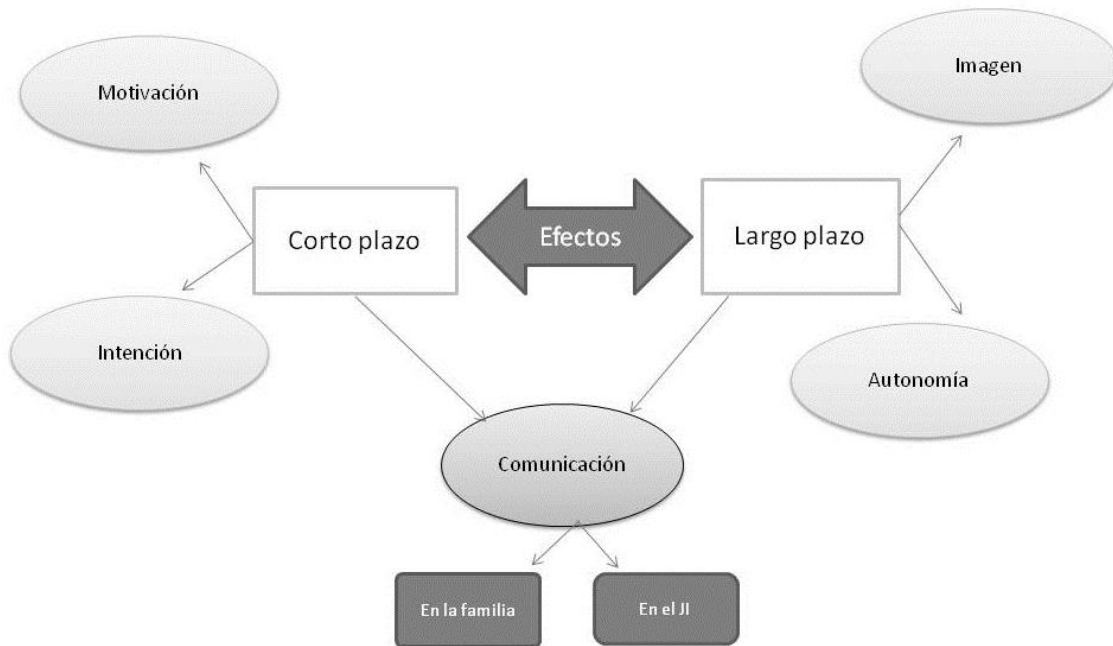 Motivación
Imagen
Corto plazo
Efectos
Largo plazo
Intención
Autonomía
Comunicación
En la familia
En el JI